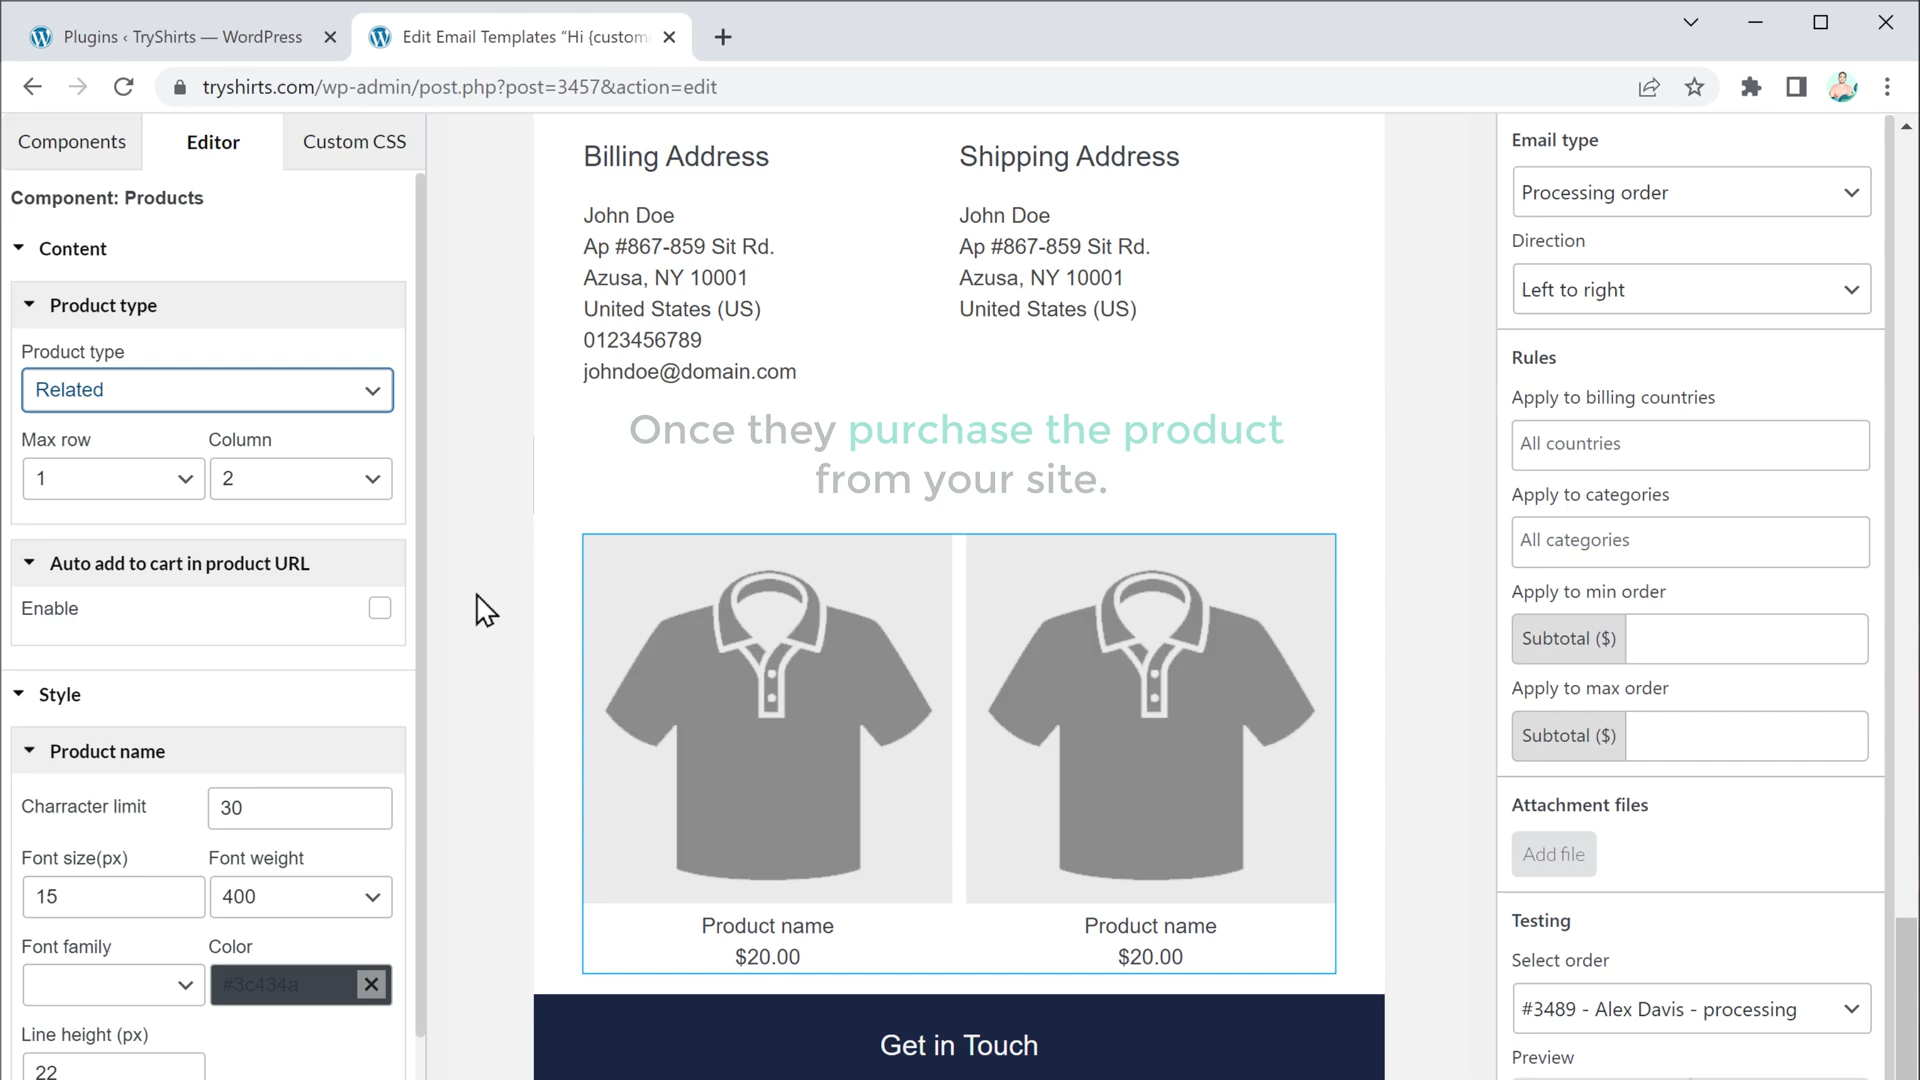 Plugins ‹ TryShirts — WordPress
Edit Email Templates “Hi {custom
tryshirts.com/wp-admin/post.php?post=3457&action=edit
Components
Editor
Custom CSS
Component: Products
Content
Product type
Product type
Related
Max row
Column
1
2
Auto add to cart in product URL
Enable
Style
Product name
Charracter limit
30
Font size(px)
Font weight
15
400
Font family
Color
#3c434a
Line height (px)
22
Billing Address
John Doe
Ap #867-859 Sit Rd.
Azusa, NY 10001
United States (US)
0123456789
johndoe@domain.com
Shipping Address
John Doe
Ap #867-859 Sit Rd.
Azusa, NY 10001
United States (US)
Once they purchase the product
from your site.
Product name
$20.00
Product name
$20.00
Get in Touch
Email type
Processing order
Direction
Left to right
Rules
Apply to billing countries
All countries
Apply to categories
All categories
Apply to min order
Subtotal ($)
Apply to max order
Subtotal ($)
Attachment files
Add file
Testing
Select order
#3489 - Alex Davis - processing
Preview